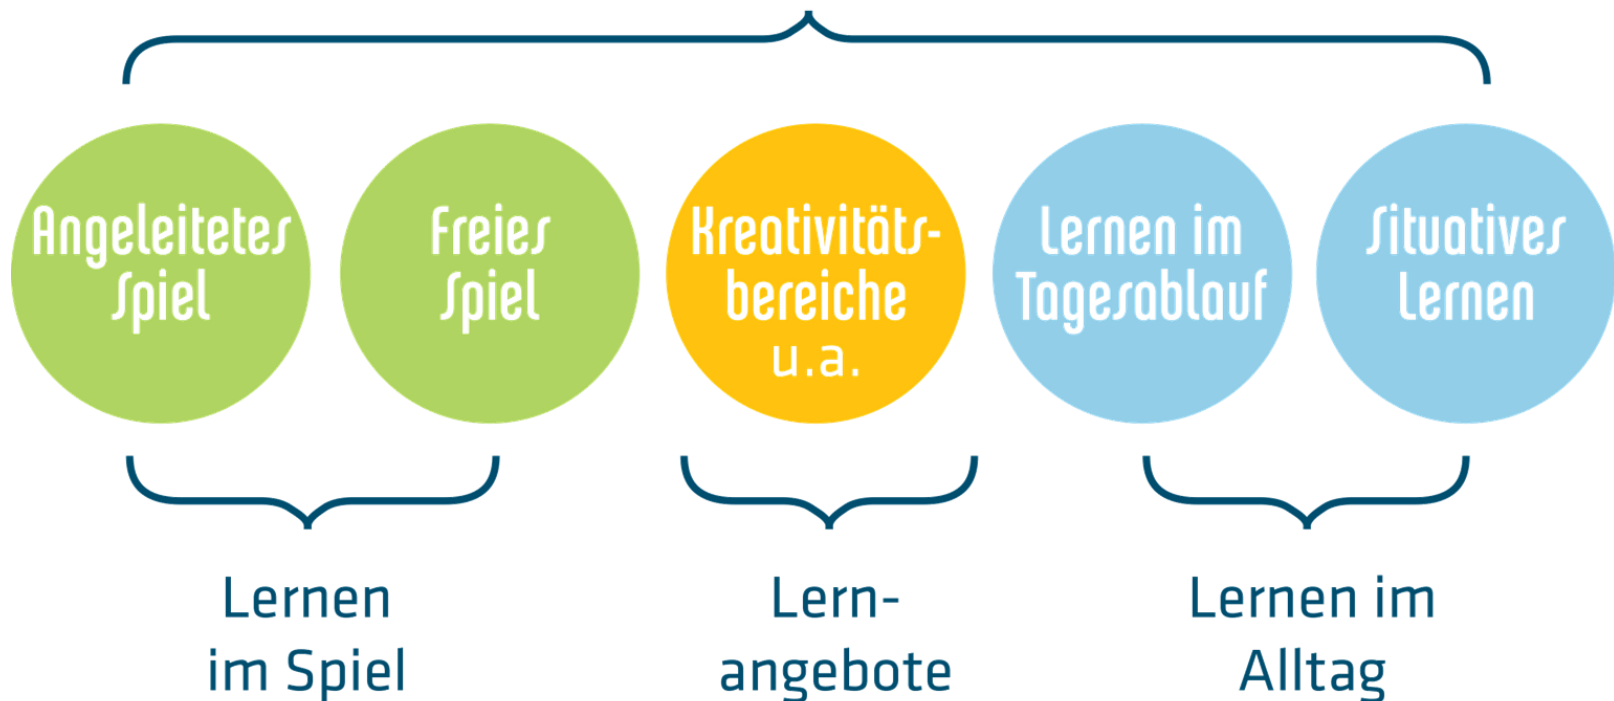 Angeleitetes
Spiel
Freies
Spiel
Kreativitäts-
bereiche
u.a.
Lernen im
Tagesablauf
Situatives
Lernen
Lernen
im Spiel
Lern-
angebote
Lernen im
Alltag